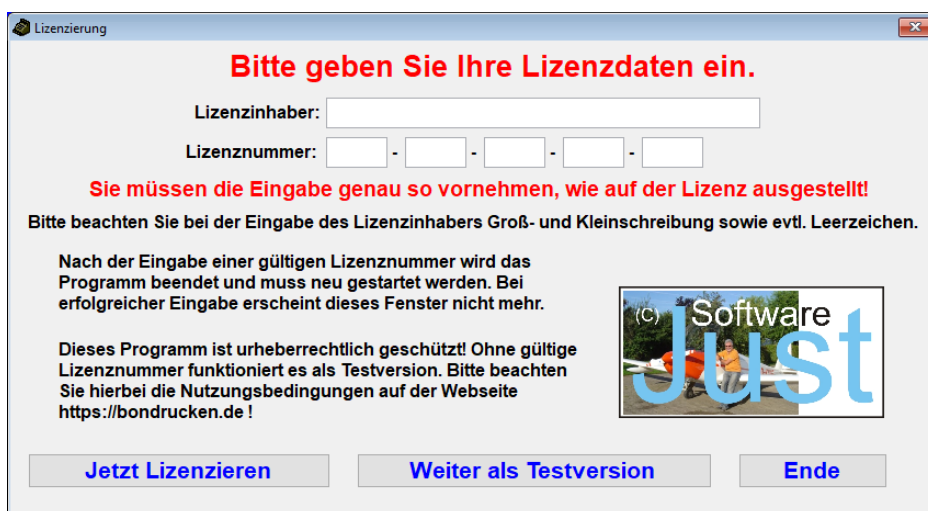 Lizenzierung
Bitte geben Sie Ihre Lizenzdaten ein.
Lizenzinhaber:
Lizenznummer: - - - -
Sie müssen die Eingabe genau so vornehmen, wie auf der Lizenz ausgestellt!
Bitte beachten Sie bei der Eingabe des Lizenzinhabers Groß- und Kleinschreibung sowie evtl. Leerzeichen.
Nach der Eingabe einer gültigen Lizenznummer wird das
Programm beendet und muss neu gestartet werden. Bei
erfolgreicher Eingabe erscheint dieses Fenster nicht mehr.
Dieses Programm ist urheberrechtlich geschützt! Ohne gültige
Lizenznummer funktioniert es als Testversion. Bitte beachten
Sie hierbei die Nutzungsbedingungen auf der Webseite
https://bondrucken.de !
(C) Software
Just
Jetzt Lizenzieren
Weiter als Testversion
Ende